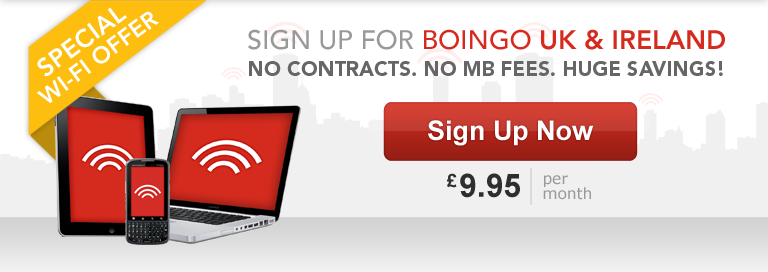 SPECIAL
WI-FI OFFER
SIGN UP FOR BOINGO UK & IRELAND
NO CONTRACTS. NO MB FEES. HUGE SAVINGS!
Sign Up Now
£9.95 per
month